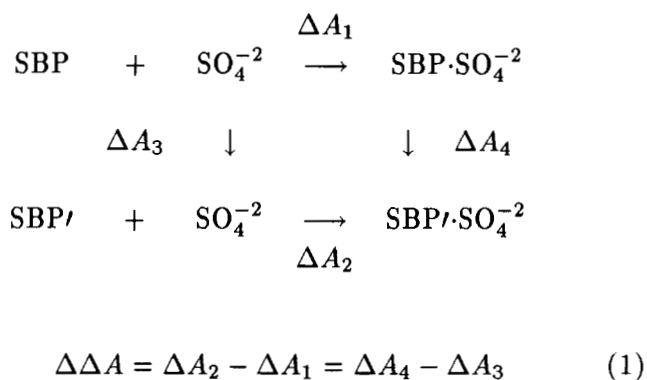 ΔA₁
SBP + SO₄⁻² ⟶ SBP·SO₄⁻²
ΔA₃ ↓ ↓ ΔA₄
SBP′ + SO₄⁻² ⟶ SBP′·SO₄⁻²
ΔA₂
ΔΔA = ΔA₂ − ΔA₁ = ΔA₄ − ΔA₃ (1)